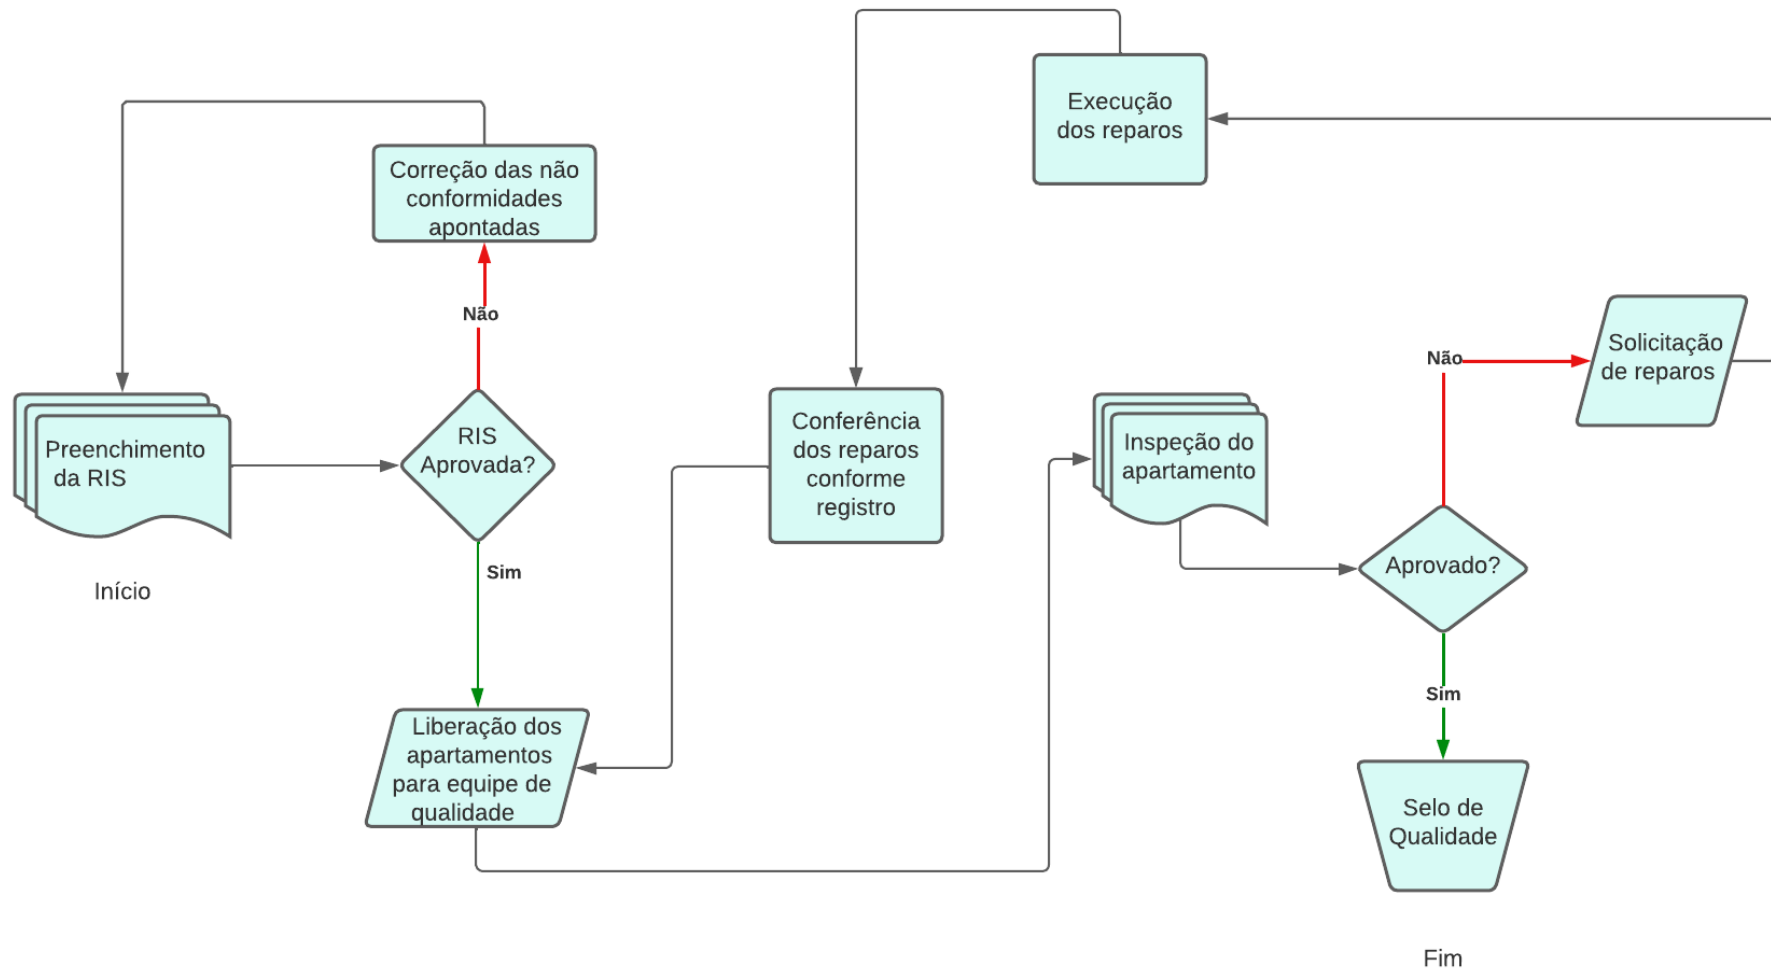 Execução
dos reparos
Correção das não
conformidades
apontadas
Não
Preenchimento
da RIS
RIS
Aprovada?
Sim
Início
Conferência
dos reparos
conforme
registro
Inspeção do
apartamento
Não
Solicitação
de reparos
Aprovado?
Sim
Liberação dos
apartamentos
para equipe de
qualidade
Selo de
Qualidade
Fim